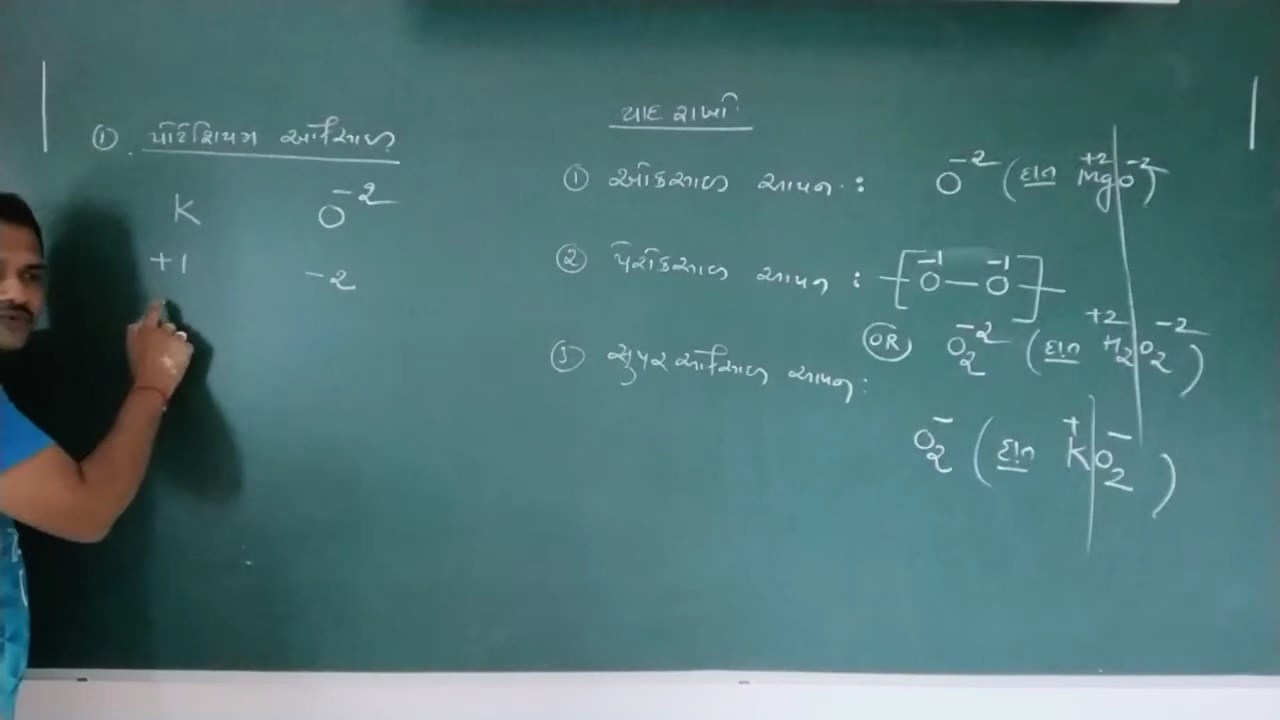 ① પોટેશિયમ ઓક્સાઇડ
K O⁻²
+1 -2
યાદ રાખો
① ઓક્સાઇડ આયન : O⁻² (દા.ત Mg⁺²O⁻²)
② પેરોક્સાઇડ આયન : [O⁻¹—O⁻¹]
OR O₂⁻² (દા.ત H₂⁺²O₂⁻²)
③ સુપર ઓક્સાઇડ આયન :
O₂⁻ (દા.ત K⁺O₂⁻)